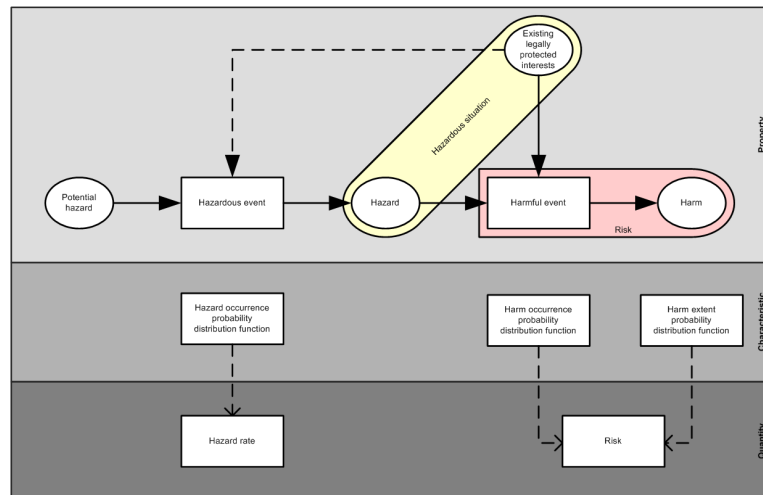 Existing
legally
protected
interests
Hazardous situation
Property
Potential
hazard
Hazardous event
Hazard
Harmful event
Harm
Risk
Hazard occurrence
probability
distribution function
Harm occurrence
probability
distribution function
Harm extent
probability
distribution function
Characteristic
Hazard rate
Risk
Quantity